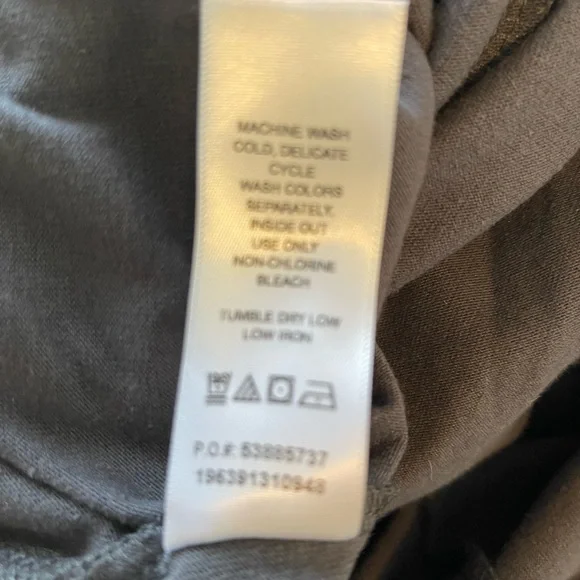 MACHINE WASH
COLD, DELICATE
CYCLE
WASH COLORS
SEPARATELY.
INSIDE OUT
USE ONLY
NON-CHLORINE
BLEACH
TUMBLE DRY LOW
LOW IRON
P.O.#: 53885737
196391310948